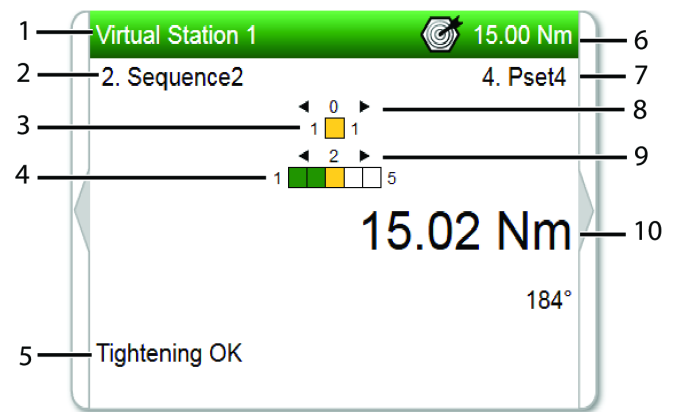 1 Virtual Station 1 15.00 Nm 6
2 2. Sequence2 4. Pset4 7
◄ 0 ► 8
3 1 1
◄ 2 ► 9
4 1 5
15.02 Nm 10
184°
5 Tightening OK